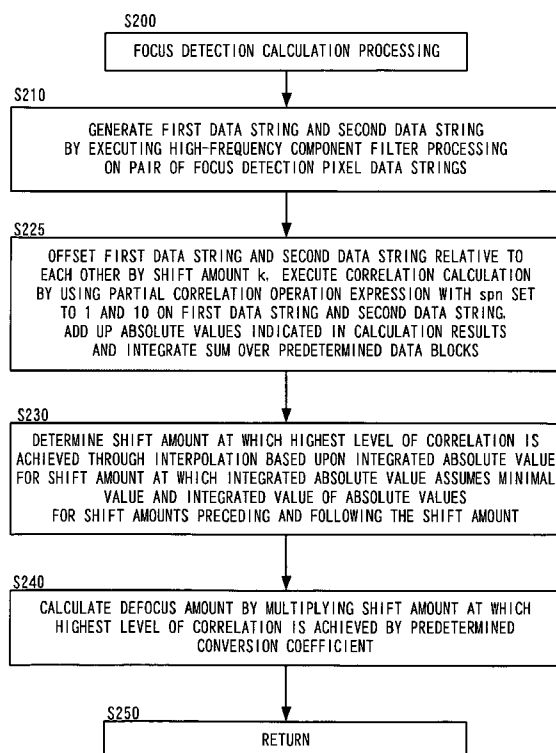 S200
FOCUS DETECTION CALCULATION PROCESSING
S210
GENERATE FIRST DATA STRING AND SECOND DATA STRING
BY EXECUTING HIGH-FREQUENCY COMPONENT FILTER PROCESSING
ON PAIR OF FOCUS DETECTION PIXEL DATA STRINGS
S225
OFFSET FIRST DATA STRING AND SECOND DATA STRING RELATIVE TO
EACH OTHER BY SHIFT AMOUNT k, EXECUTE CORRELATION CALCULATION
BY USING PARTIAL CORRELATION OPERATION EXPRESSION WITH spn SET
TO 1 AND 10 ON FIRST DATA STRING AND SECOND DATA STRING,
ADD UP ABSOLUTE VALUES INDICATED IN CALCULATION RESULTS
AND INTEGRATE SUM OVER PREDETERMINED DATA BLOCKS
S230
DETERMINE SHIFT AMOUNT AT WHICH HIGHEST LEVEL OF CORRELATION IS
ACHIEVED THROUGH INTERPOLATION BASED UPON INTEGRATED ABSOLUTE VALUE
FOR SHIFT AMOUNT AT WHICH INTEGRATED ABSOLUTE VALUE ASSUMES MINIMAL
VALUE AND INTEGRATED VALUE OF ABSOLUTE VALUES
FOR SHIFT AMOUNTS PRECEDING AND FOLLOWING THE SHIFT AMOUNT
S240
CALCULATE DEFOCUS AMOUNT BY MULTIPLYING SHIFT AMOUNT AT WHICH
HIGHEST LEVEL OF CORRELATION IS ACHIEVED BY PREDETERMINED
CONVERSION COEFFICIENT
S250
RETURN